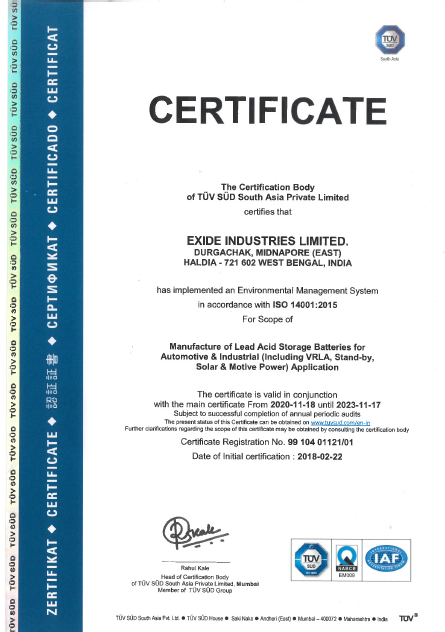 TÜV SÜD TÜV SÜD TÜV SÜD TÜV SÜD TÜV SÜD TÜV SÜD TÜV SÜD TÜV SÜD TÜV SÜD TÜV SÜD TÜV SÜD TÜV SÜD
ZERTIFIKAT ◆ CERTIFICATE ◆ 認証証書 ◆ СЕРТИФИКАТ ◆ CERTIFICADO ◆ CERTIFICAT
TÜV
SÜD
South Asia
CERTIFICATE
The Certification Body
of TÜV SÜD South Asia Private Limited
certifies that
EXIDE INDUSTRIES LIMITED.
DURGACHAK, MIDNAPORE (EAST)
HALDIA - 721 602 WEST BENGAL, INDIA
has implemented an Environmental Management System
in accordance with ISO 14001:2015
For Scope of
Manufacture of Lead Acid Storage Batteries for
Automotive & Industrial (Including VRLA, Stand-by,
Solar & Motive Power) Application
The certificate is valid in conjunction
with the main certificate From 2020-11-18 until 2023-11-17
Subject to successful completion of annual periodic audits
The present status of this Certificate can be obtained on www.tuvsud.com/en-in
Further clarifications regarding the scope of this certificate may be obtained by consulting the certification body
Certificate Registration No. 99 104 01121/01
Date of Initial certification : 2018-02-22
Rahul Kale
Head of Certification Body
of TÜV SÜD South Asia Private Limited, Mumbai
Member of TÜV SÜD Group
TÜV
SÜD
NABCB
EM009
IAF
TÜV SÜD South Asia Pvt. Ltd. ● TÜV SÜD House ● Saki Naka ● Andheri (East) ● Mumbai – 400072 ● Maharashtra ● India TÜV®